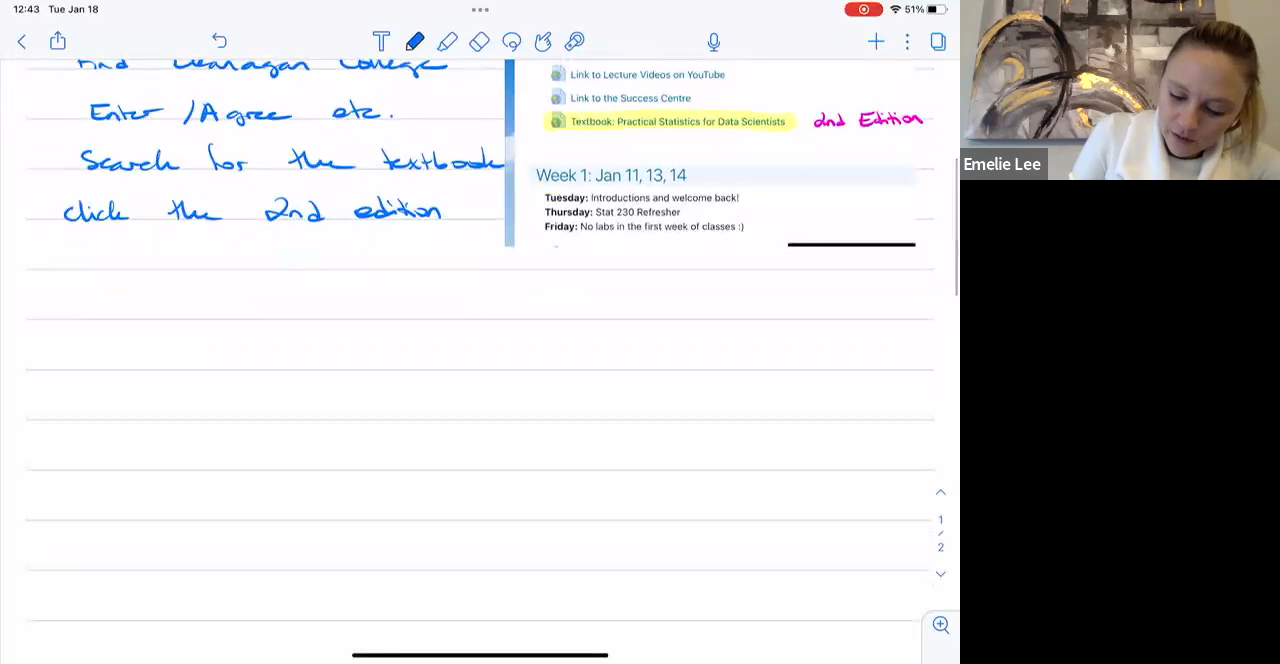 12:43 Tue Jan 18
51%
find Okanagan College
Enter /Agree etc.
Search for the textbook
click the 2nd edition
Link to Lecture Videos on YouTube
Link to the Success Centre
Textbook: Practical Statistics for Data Scientists 2nd Edition
Week 1: Jan 11, 13, 14
Tuesday: Introductions and welcome back!
Thursday: Stat 230 Refresher
Friday: No labs in the first week of classes :)
1
/
2
Emelie Lee